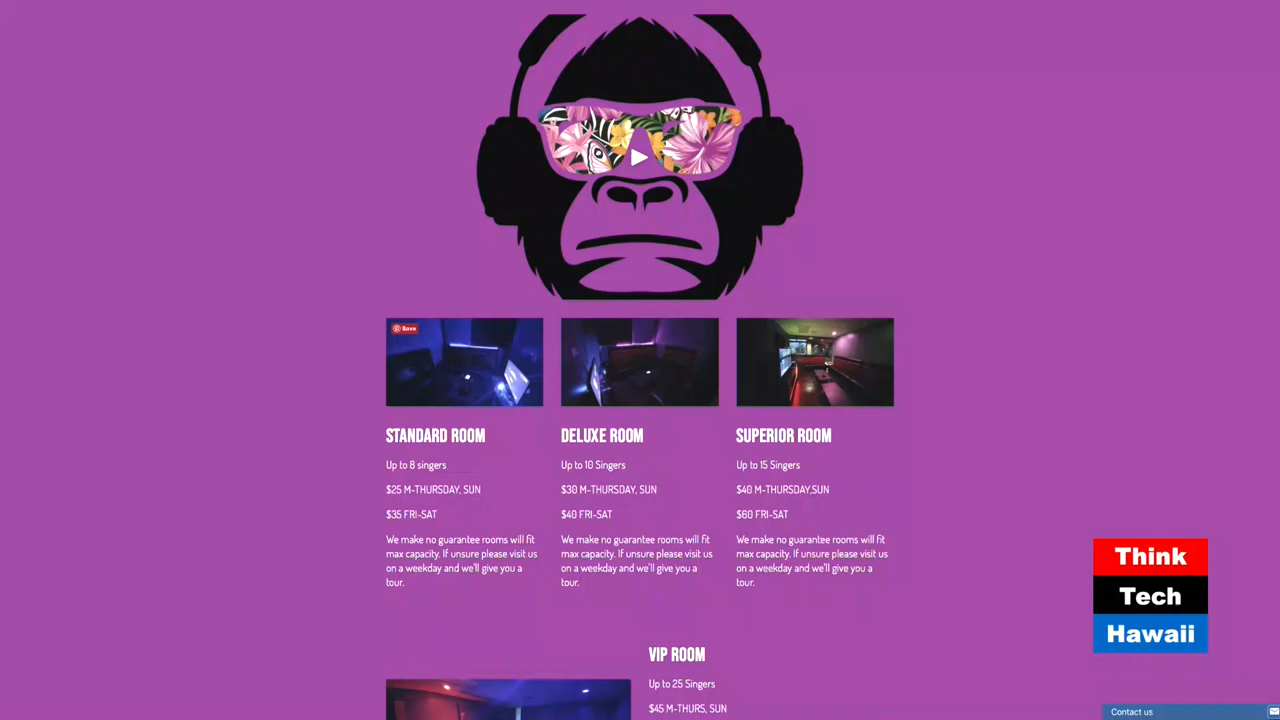 Save
STANDARD ROOM
Up to 8 singers
$25 M-THURSDAY, SUN
$35 FRI-SAT
We make no guarantee rooms will fit
max capacity. If unsure please visit us
on a weekday and we'll give you a
tour.
DELUXE ROOM
Up to 10 Singers
$30 M-THURSDAY, SUN
$40 FRI-SAT
We make no guarantee rooms will fit
max capacity. If unsure please visit us
on a weekday and we'll give you a
tour.
SUPERIOR ROOM
Up to 15 Singers
$40 M-THURSDAY,SUN
$60 FRI-SAT
We make no guarantee rooms will fit
max capacity. If unsure please visit us
on a weekday and we'll give you a
tour.
VIP ROOM
Up to 25 Singers
$45 M-THURS, SUN
Think
Tech
Hawaii
Contact us